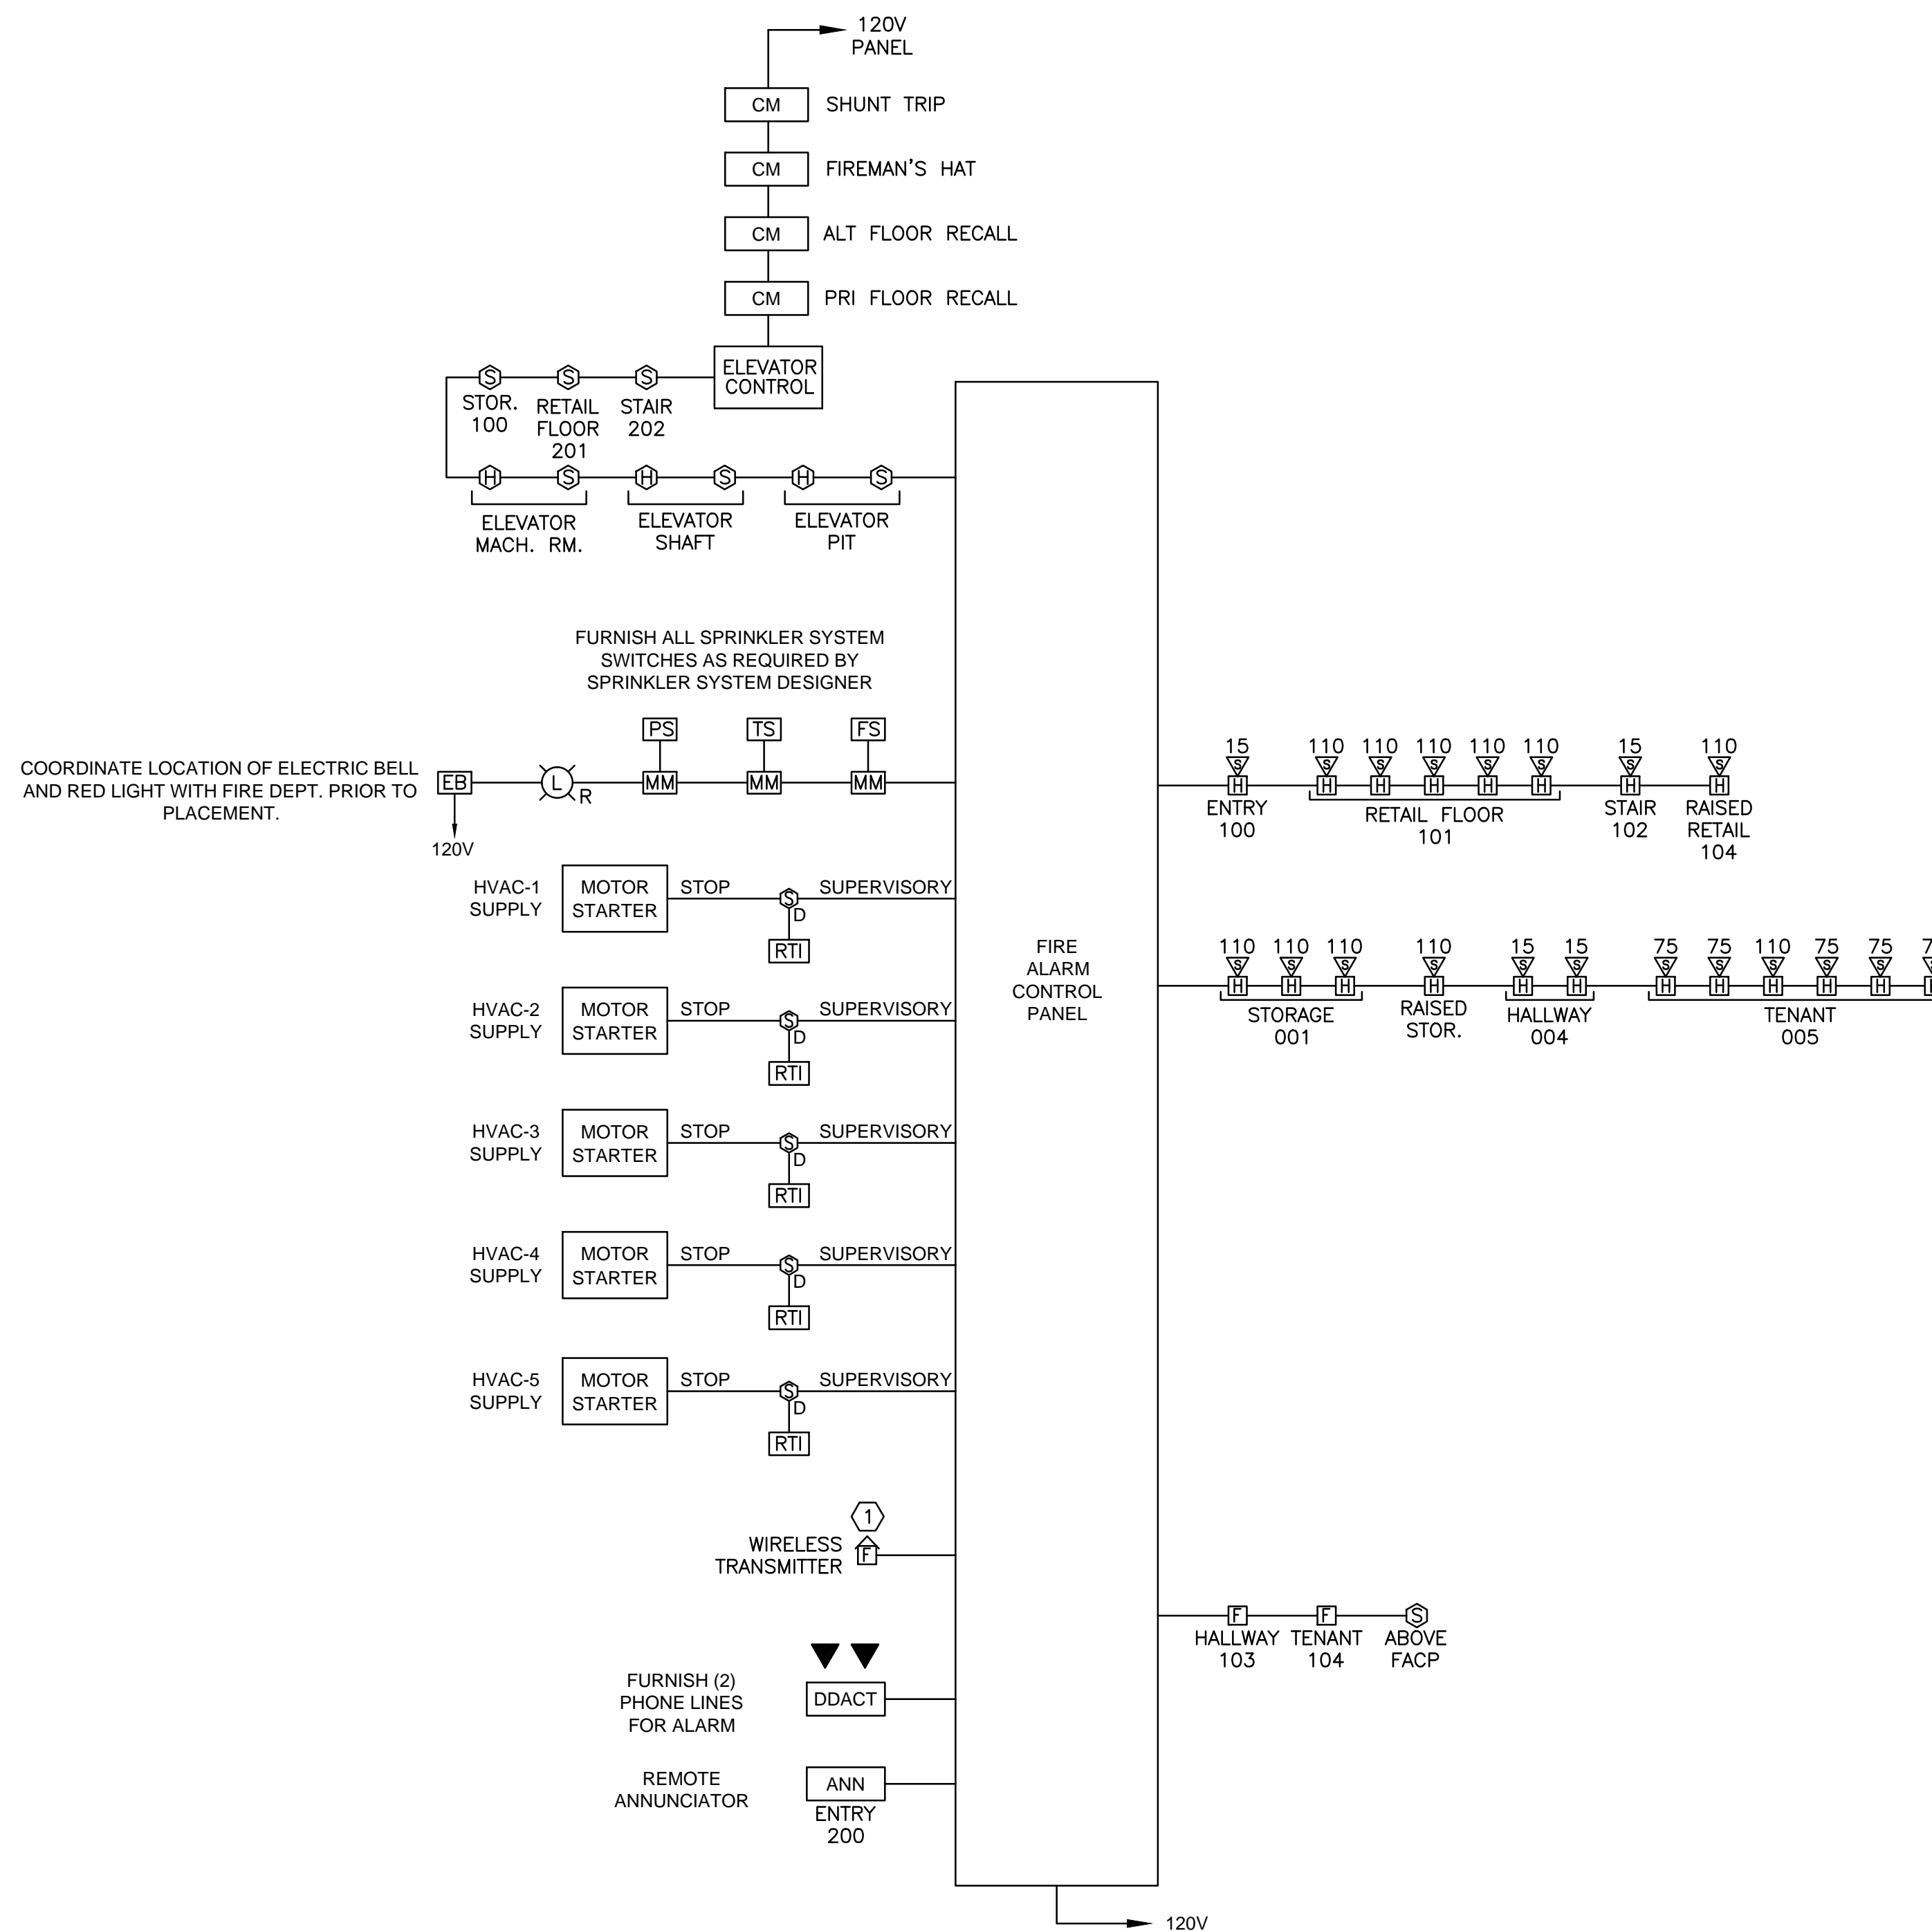 120V
PANEL
CM SHUNT TRIP
CM FIREMAN'S HAT
CM ALT FLOOR RECALL
CM PRI FLOOR RECALL
ELEVATOR
CONTROL
S S S
STOR.
100
RETAIL
FLOOR
201
STAIR
202
H S H S H S
ELEVATOR
MACH. RM.
ELEVATOR
SHAFT
ELEVATOR
PIT
FURNISH ALL SPRINKLER SYSTEM
SWITCHES AS REQUIRED BY
SPRINKLER SYSTEM DESIGNER
PS TS FS
COORDINATE LOCATION OF ELECTRIC BELL
AND RED LIGHT WITH FIRE DEPT. PRIOR TO
PLACEMENT.
EB L R MM MM MM
120V
HVAC-1
SUPPLY
MOTOR
STARTER
STOP S SUPERVISORY
D
RTI
HVAC-2
SUPPLY
MOTOR
STARTER
STOP S SUPERVISORY
D
RTI
HVAC-3
SUPPLY
MOTOR
STARTER
STOP S SUPERVISORY
D
RTI
HVAC-4
SUPPLY
MOTOR
STARTER
STOP S SUPERVISORY
D
RTI
HVAC-5
SUPPLY
MOTOR
STARTER
STOP S SUPERVISORY
D
RTI
1
WIRELESS
TRANSMITTER
F
FURNISH (2)
PHONE LINES
FOR ALARM
DDACT
REMOTE
ANNUNCIATOR
ANN
ENTRY
200
FIRE
ALARM
CONTROL
PANEL
120V
15 110 110 110 110 110 15 110
S S S S S S S S
H H H H H H H H
ENTRY
100
RETAIL FLOOR
101
STAIR
102
RAISED
RETAIL
104
110 110 110 110 15 15 75 75 110 75 75
S S S S S S S S S S S
H H H H H H H H H H H
STORAGE
001
RAISED
STOR.
HALLWAY
004
TENANT
005
F F S
HALLWAY
103
TENANT
104
ABOVE
FACP